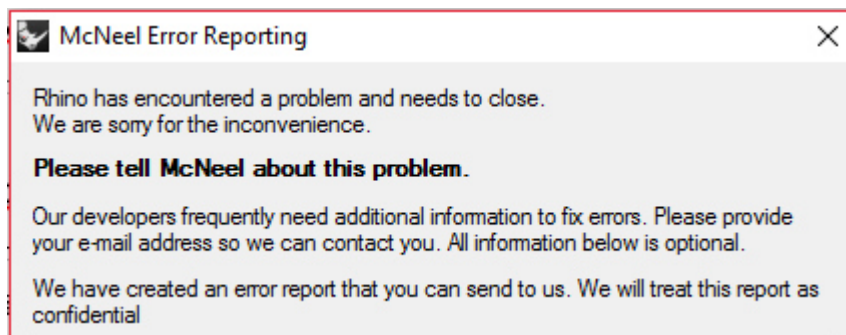 McNeel Error Reporting
Rhino has encountered a problem and needs to close.
We are sorry for the inconvenience.
Please tell McNeel about this problem.
Our developers frequently need additional information to fix errors. Please provide
your e-mail address so we can contact you. All information below is optional.
We have created an error report that you can send to us. We will treat this report as
confidential